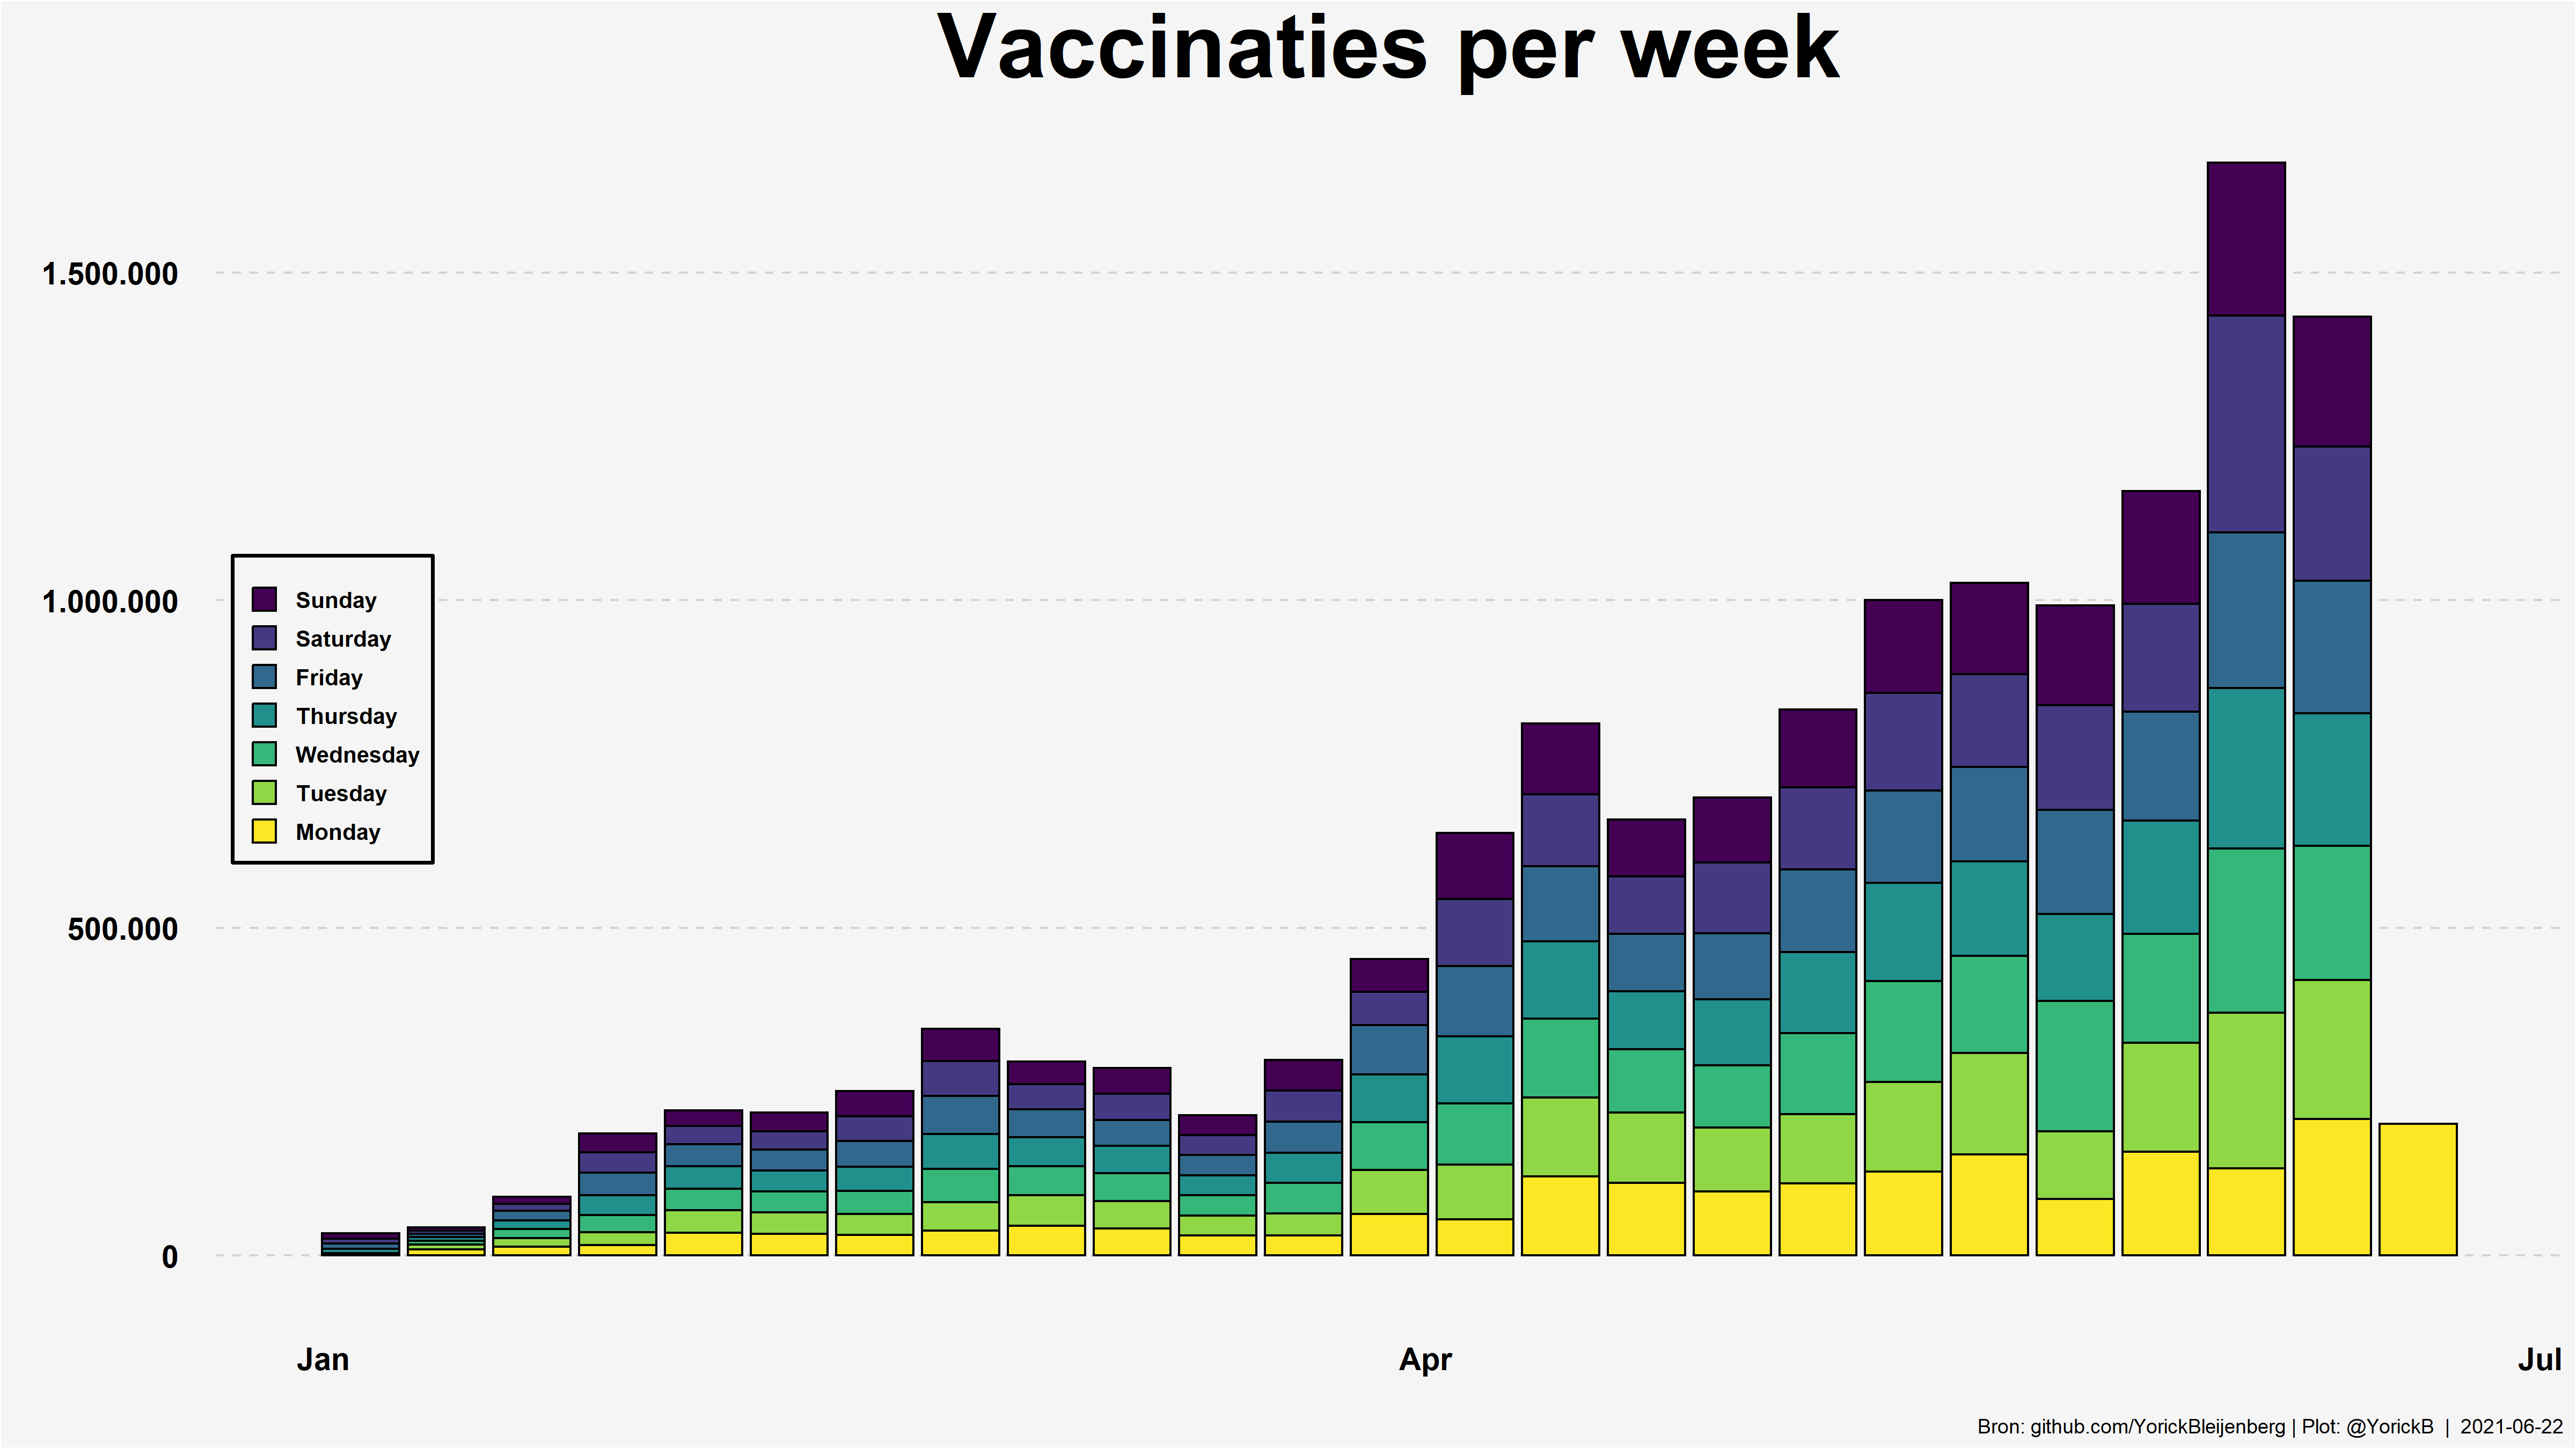 Vaccinaties per week
1.500.000
1.000.000
500.000
0
Sunday
Saturday
Friday
Thursday
Wednesday
Tuesday
Monday
Jan
Apr
Jul
Bron: github.com/YorickBleijenberg | Plot: @YorickB | 2021-06-22